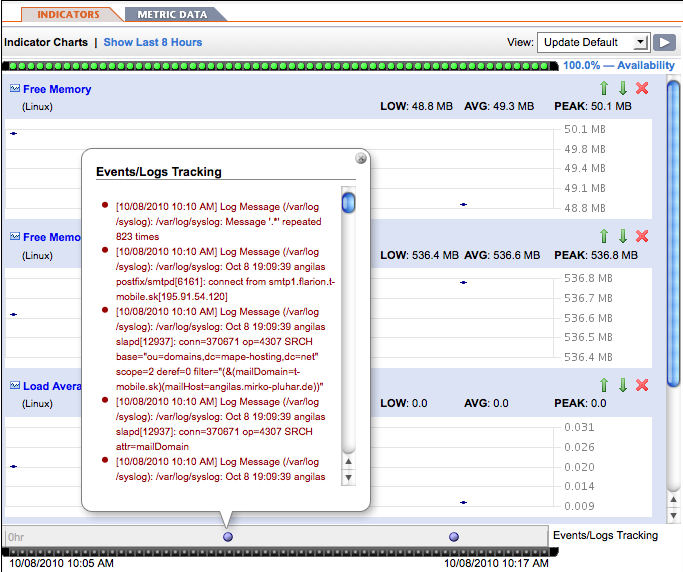 INDICATORS METRIC DATA
Indicator Charts | Show Last 8 Hours View: Update Default
100.0% — Availability
Free Memory
(Linux) LOW: 48.8 MB AVG: 49.3 MB PEAK: 50.1 MB
50.1 MB
49.8 MB
49.4 MB
49.1 MB
48.8 MB
Events/Logs Tracking
[10/08/2010 10:10 AM] Log Message (/var/log
/syslog): /var/log/syslog: Message '.*' repeated
823 times
[10/08/2010 10:10 AM] Log Message (/var/log
/syslog): /var/log/syslog: Oct 8 19:09:39 angilas
postfix/smtpd[6161]: connect from smtp1.flarion.t-
mobile.sk[195.91.54.120]
[10/08/2010 10:10 AM] Log Message (/var/log
/syslog): /var/log/syslog: Oct 8 19:09:39 angilas
slapd[12937]: conn=370671 op=4307 SRCH
base="ou=domains,dc=mape-hosting,dc=net"
scope=2 deref=0 filter="(&(mailDomain=t-
mobile.sk)(mailHost=angilas.mirko-pluhar.de))"
[10/08/2010 10:10 AM] Log Message (/var/log
/syslog): /var/log/syslog: Oct 8 19:09:39 angilas
slapd[12937]: conn=370671 op=4307 SRCH
attr=mailDomain
[10/08/2010 10:10 AM] Log Message (/var/log
/syslog): /var/log/syslog: Oct 8 19:09:39 angilas
Free Memo
(Linux) LOW: 536.4 MB AVG: 536.6 MB PEAK: 536.8 MB
536.8 MB
536.7 MB
536.6 MB
536.5 MB
536.4 MB
Load Avera
(Linux) LOW: 0.0 AVG: 0.0 PEAK: 0.0
0.031
0.026
0.020
0.014
0.009
0hr Events/Logs Tracking
10/08/2010 10:05 AM 10/08/2010 10:17 AM